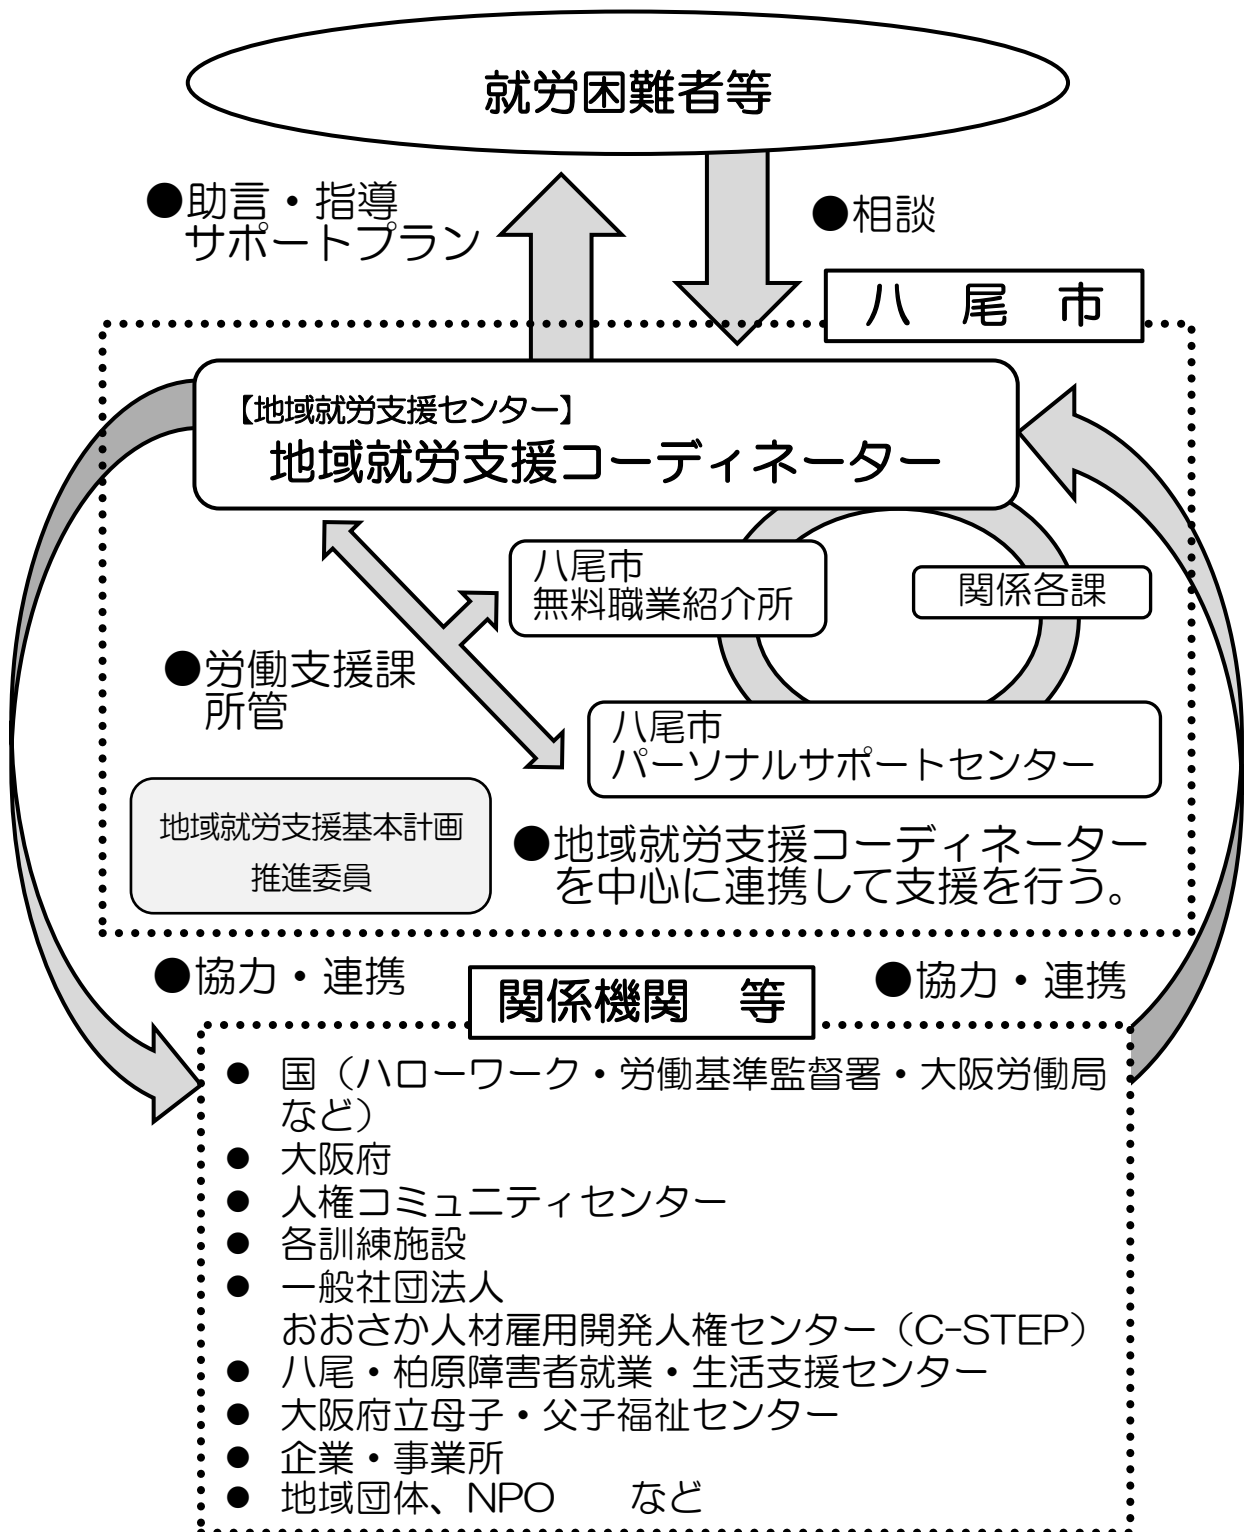 就労困難者等
●助言・指導
サポートプラン
●相談
八　尾　市
【地域就労支援センター】
地域就労支援コーディネーター
八尾市
無料職業紹介所
関係各課
●労働支援課
所管
八尾市
パーソナルサポートセンター
地域就労支援基本計画
推進委員
●地域就労支援コーディネーター
を中心に連携して支援を行う。
●協力・連携
関係機関　等
●協力・連携
● 国（ハローワーク・労働基準監督署・大阪労働局
など）
● 大阪府
● 人権コミュニティセンター
● 各訓練施設
● 一般社団法人
おおさか人材雇用開発人権センター（C-STEP）
● 八尾・柏原障害者就業・生活支援センター
● 大阪府立母子・父子福祉センター
● 企業・事業所
● 地域団体、NPO　　など